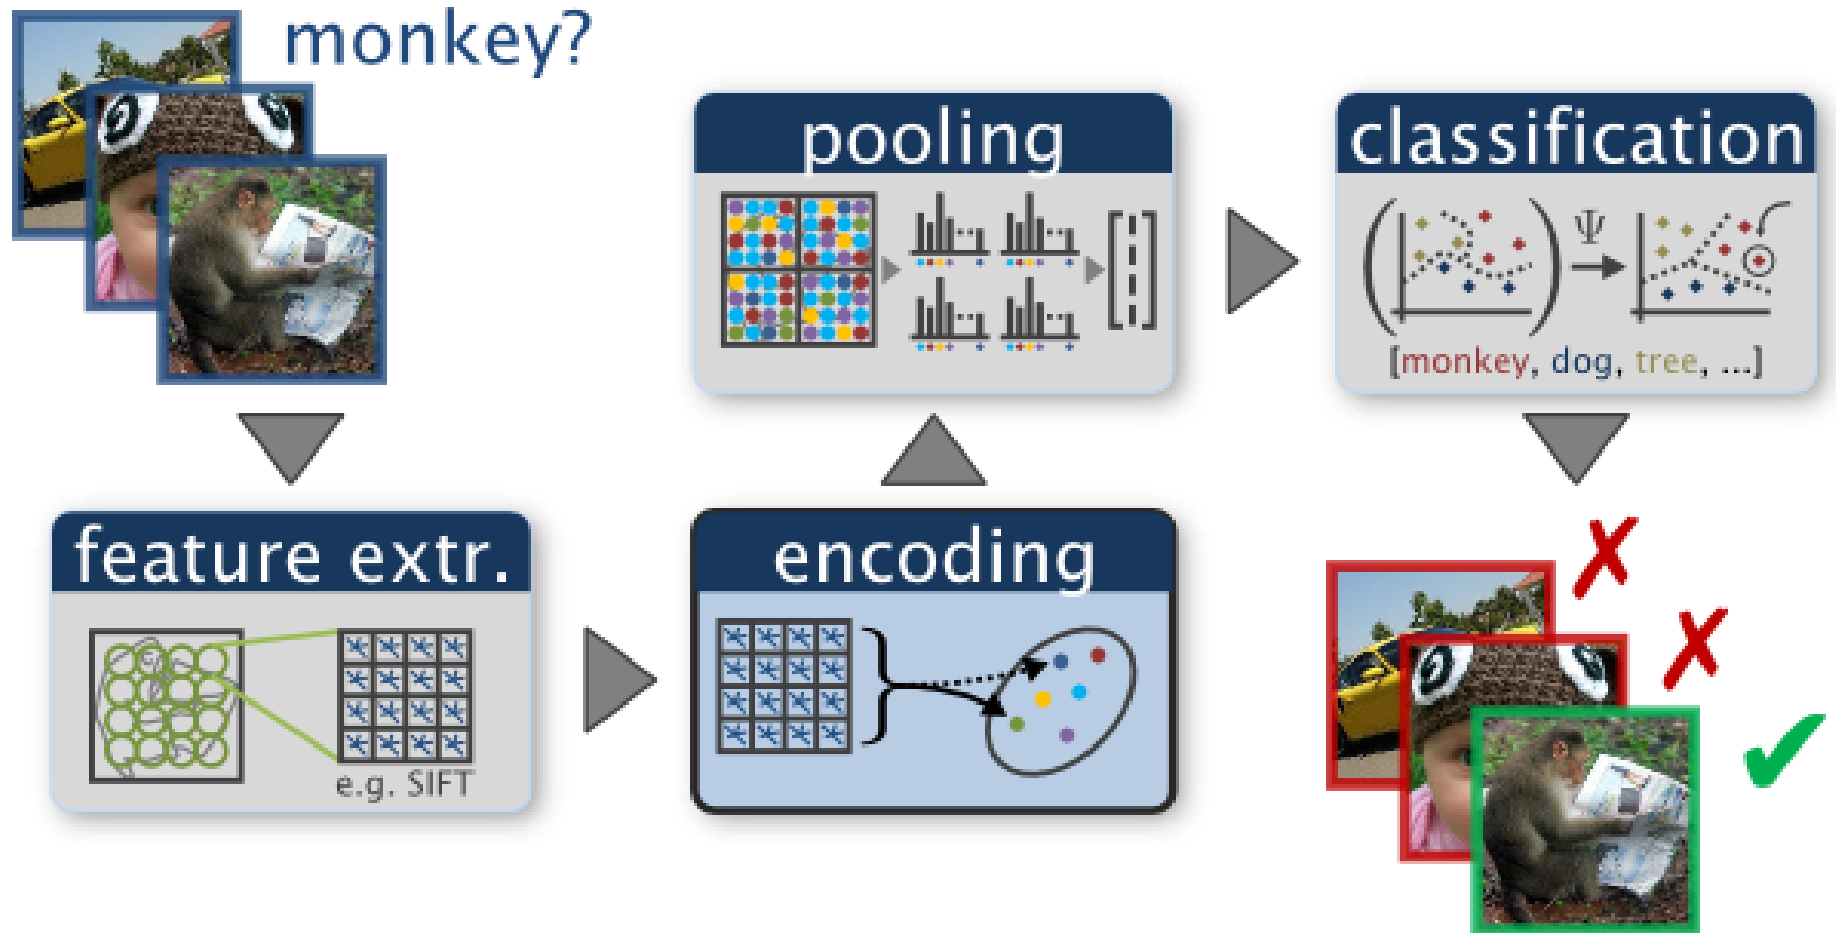 monkey?
feature extr.
e.g. SIFT
encoding
pooling
classification
Ψ
[monkey, dog, tree, ...]